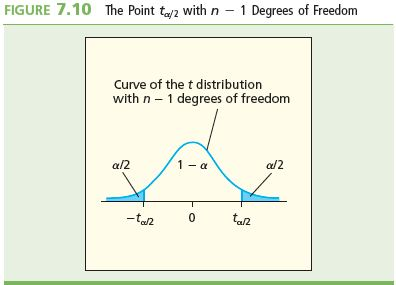 FIGURE 7.10 The Point tα/2 with n − 1 Degrees of Freedom
Curve of the t distribution
with n − 1 degrees of freedom
α/2 1 − α α/2
−tα/2 0 tα/2